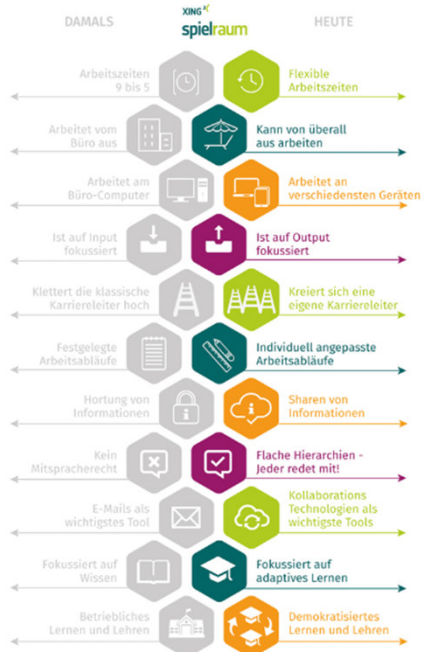 DAMALS
XING
spielraum
HEUTE
Arbeitszeiten
9 bis 5
Flexible
Arbeitszeiten
Arbeitet vom
Büro aus
Kann von überall
aus arbeiten
Arbeitet am
Büro-Computer
Arbeitet an
verschiedensten Geräten
Ist auf Input
fokussiert
Ist auf Output
fokussiert
Klettert die klassische
Karriereleiter hoch
Kreiert sich eine
eigene Karriereleiter
Festgelegte
Arbeitsabläufe
Individuell angepasste
Arbeitsabläufe
Hortung von
Informationen
Sharen von
Informationen
Kein
Mitspracherecht
Flache Hierarchien -
Jeder redet mit!
E-Mails als
wichtigstes Tool
Kollaborations
Technologien als
wichtigste Tools
Fokussiert auf
Wissen
Fokussiert auf
adaptives Lernen
Betriebliches
Lernen und Lehren
Demokratisiertes
Lernen und Lehren